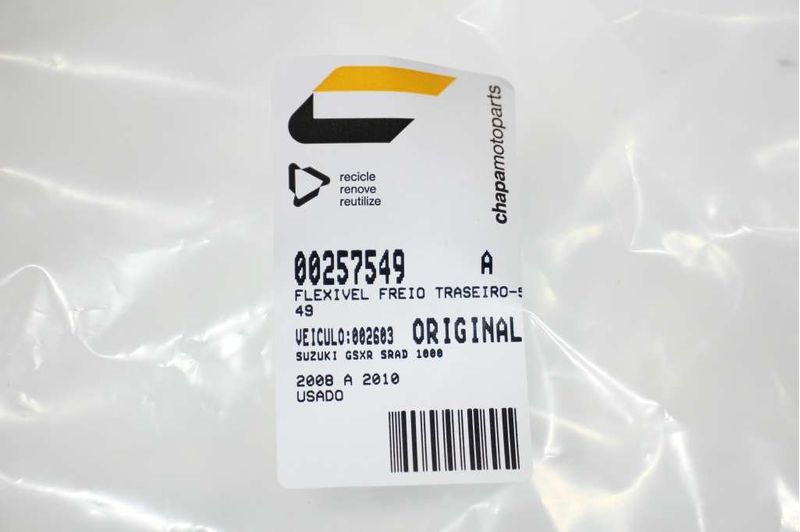 chapamotoparts
recicle
renove
reutilize
00257549 A
FLEXIVEL FREIO TRASEIRO-
49
VEICULO:002603 ORIGINAL
SUZUKI GSXR SRAD 1000
2008 A 2010
USADO